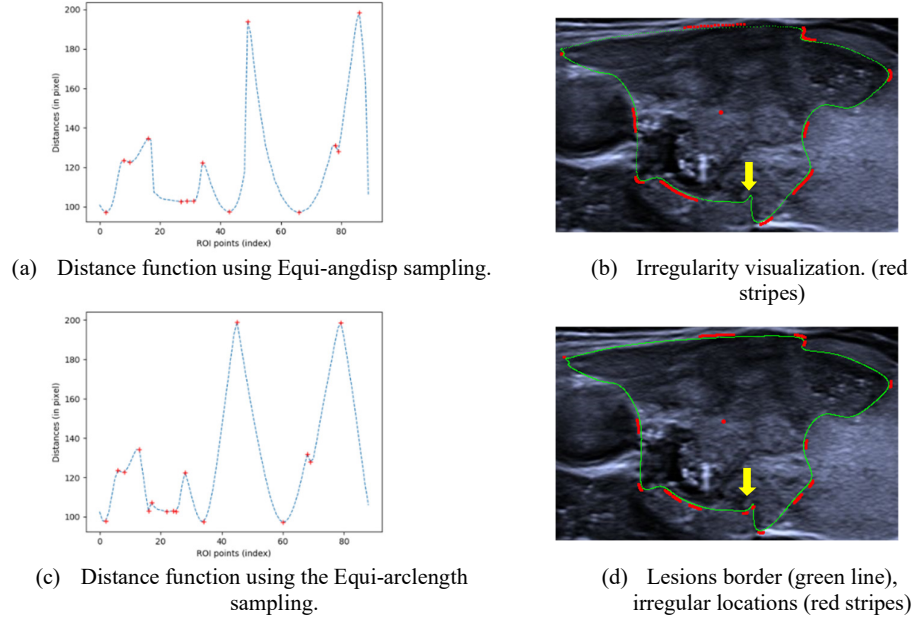 200
180
160
140
120
100
Distances (in pixel)
0
20
40
60
80
ROI points (index)
(a) Distance function using Equi-angdisp sampling.
(b) Irregularity visualization. (red
stripes)
200
180
160
140
120
100
Distances (in pixel)
0
20
40
60
80
ROI points (index)
(c) Distance function using the Equi-arclength
sampling.
(d) Lesions border (green line),
irregular locations (red stripes)